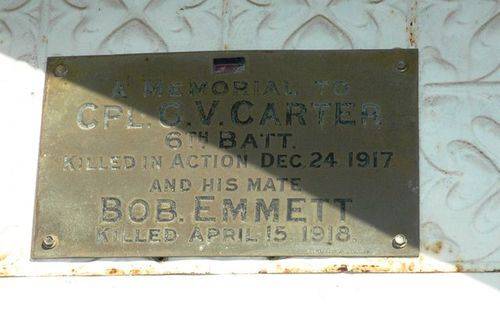 A MEMORIAL TO
CPL. G. V. CARTER
6TH BATT.
KILLED IN ACTION DEC 24 1917
AND HIS MATE
BOB. EMMETT
KILLED APRIL 15 1918.